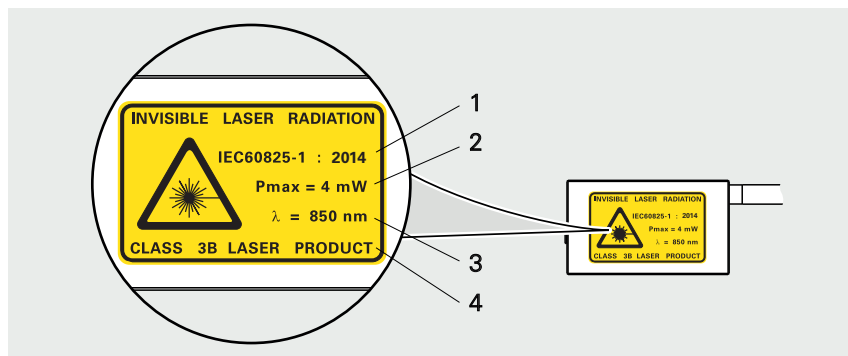 INVISIBLE LASER RADIATION
IEC60825-1 : 2014
Pmax = 4 mW
λ = 850 nm
CLASS 3B LASER PRODUCT
1
2
3
4
INVISIBLE LASER RADIATION
IEC60825-1 : 2014
Pmax = 4 mW
λ = 850 nm
CLASS 3B LASER PRODUCT